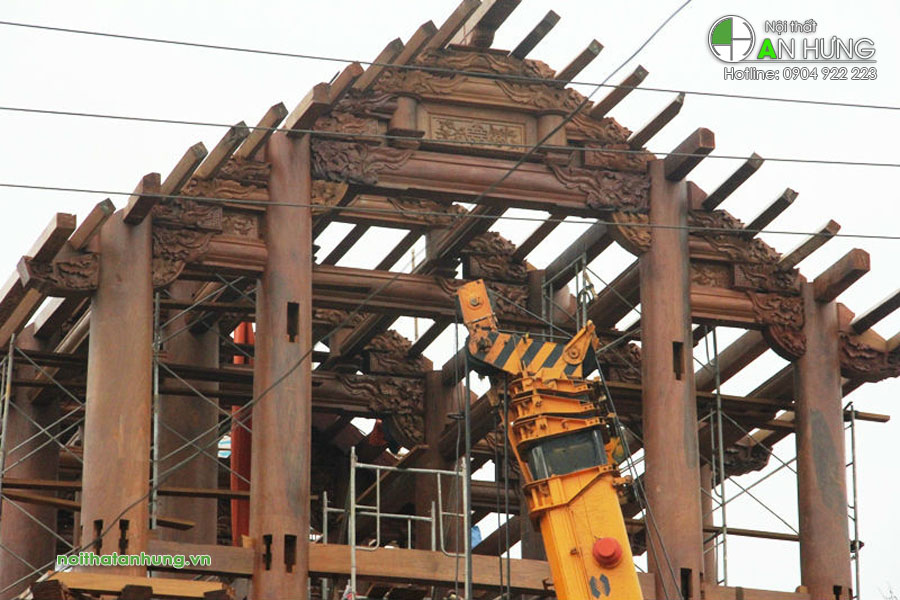 Nội thất
AN HƯNG
Hotline: 0904 922 223
noithatanhung.vn